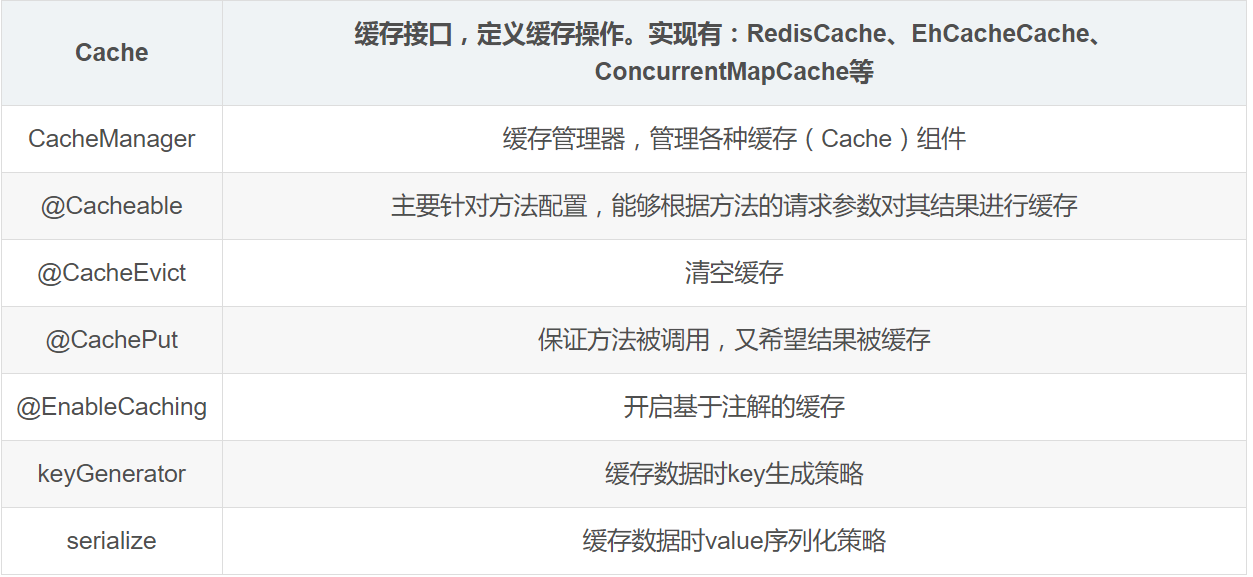 Cache
缓存接口，定义缓存操作。实现有：RedisCache、EhCacheCache、
ConcurrentMapCache等
CacheManager
缓存管理器，管理各种缓存（Cache）组件
@Cacheable
主要针对方法配置，能够根据方法的请求参数对其结果进行缓存
@CacheEvict
清空缓存
@CachePut
保证方法被调用，又希望结果被缓存
@EnableCaching
开启基于注解的缓存
keyGenerator
缓存数据时key生成策略
serialize
缓存数据时value序列化策略